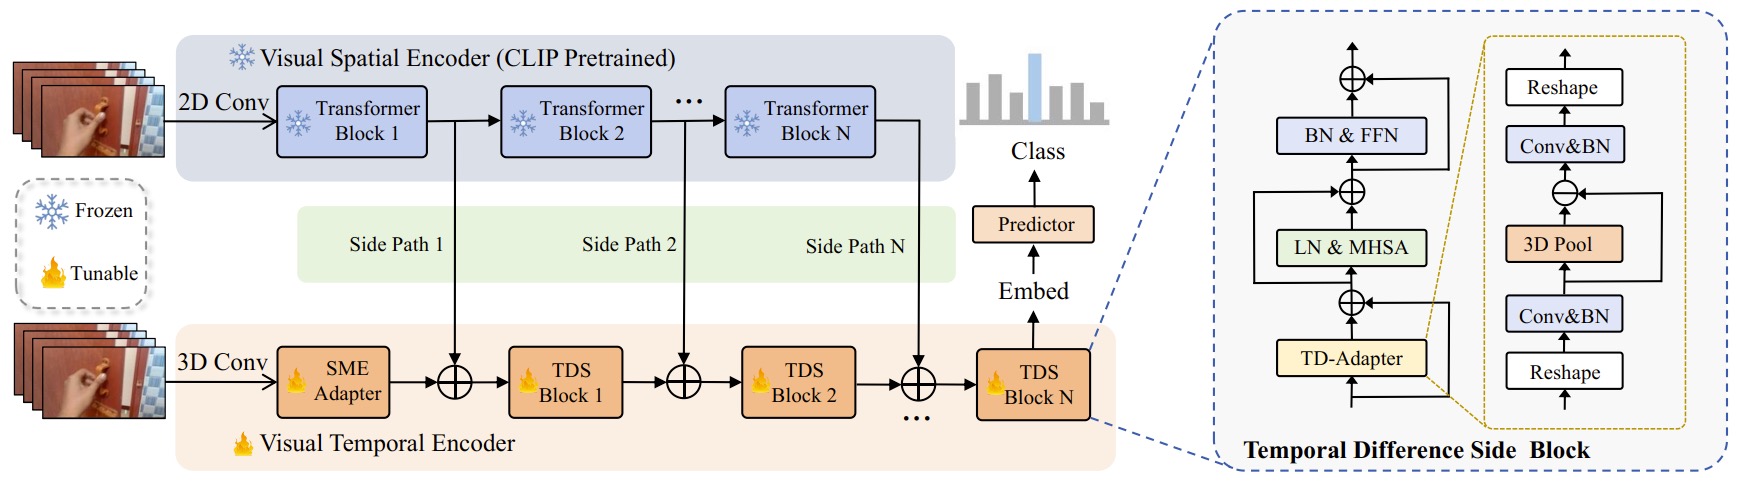 Visual Spatial Encoder (CLIP Pretrained)
2D Conv
Transformer
Block 1
Transformer
Block 2
...
Transformer
Block N
Frozen
Tunable
Side Path 1
Side Path 2
Side Path N
Class
Predictor
Embed
3D Conv
SME
Adapter
TDS
Block 1
TDS
Block 2
...
TDS
Block N
Visual Temporal Encoder
BN & FFN
LN & MHSA
TD-Adapter
Reshape
Conv&BN
3D Pool
Conv&BN
Reshape
Temporal Difference Side Block